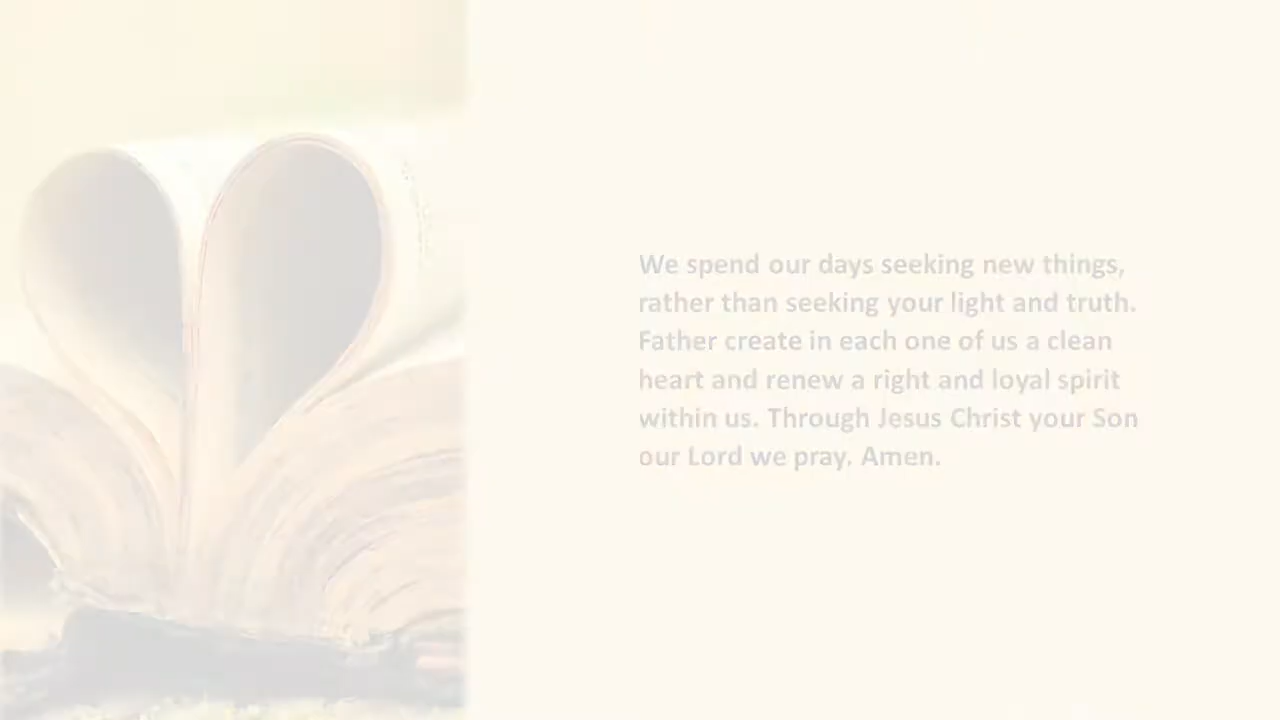 We spend our days seeking new things,
rather than seeking your light and truth.
Father create in each one of us a clean
heart and renew a right and loyal spirit
within us. Through Jesus Christ your Son
our Lord we pray. Amen.